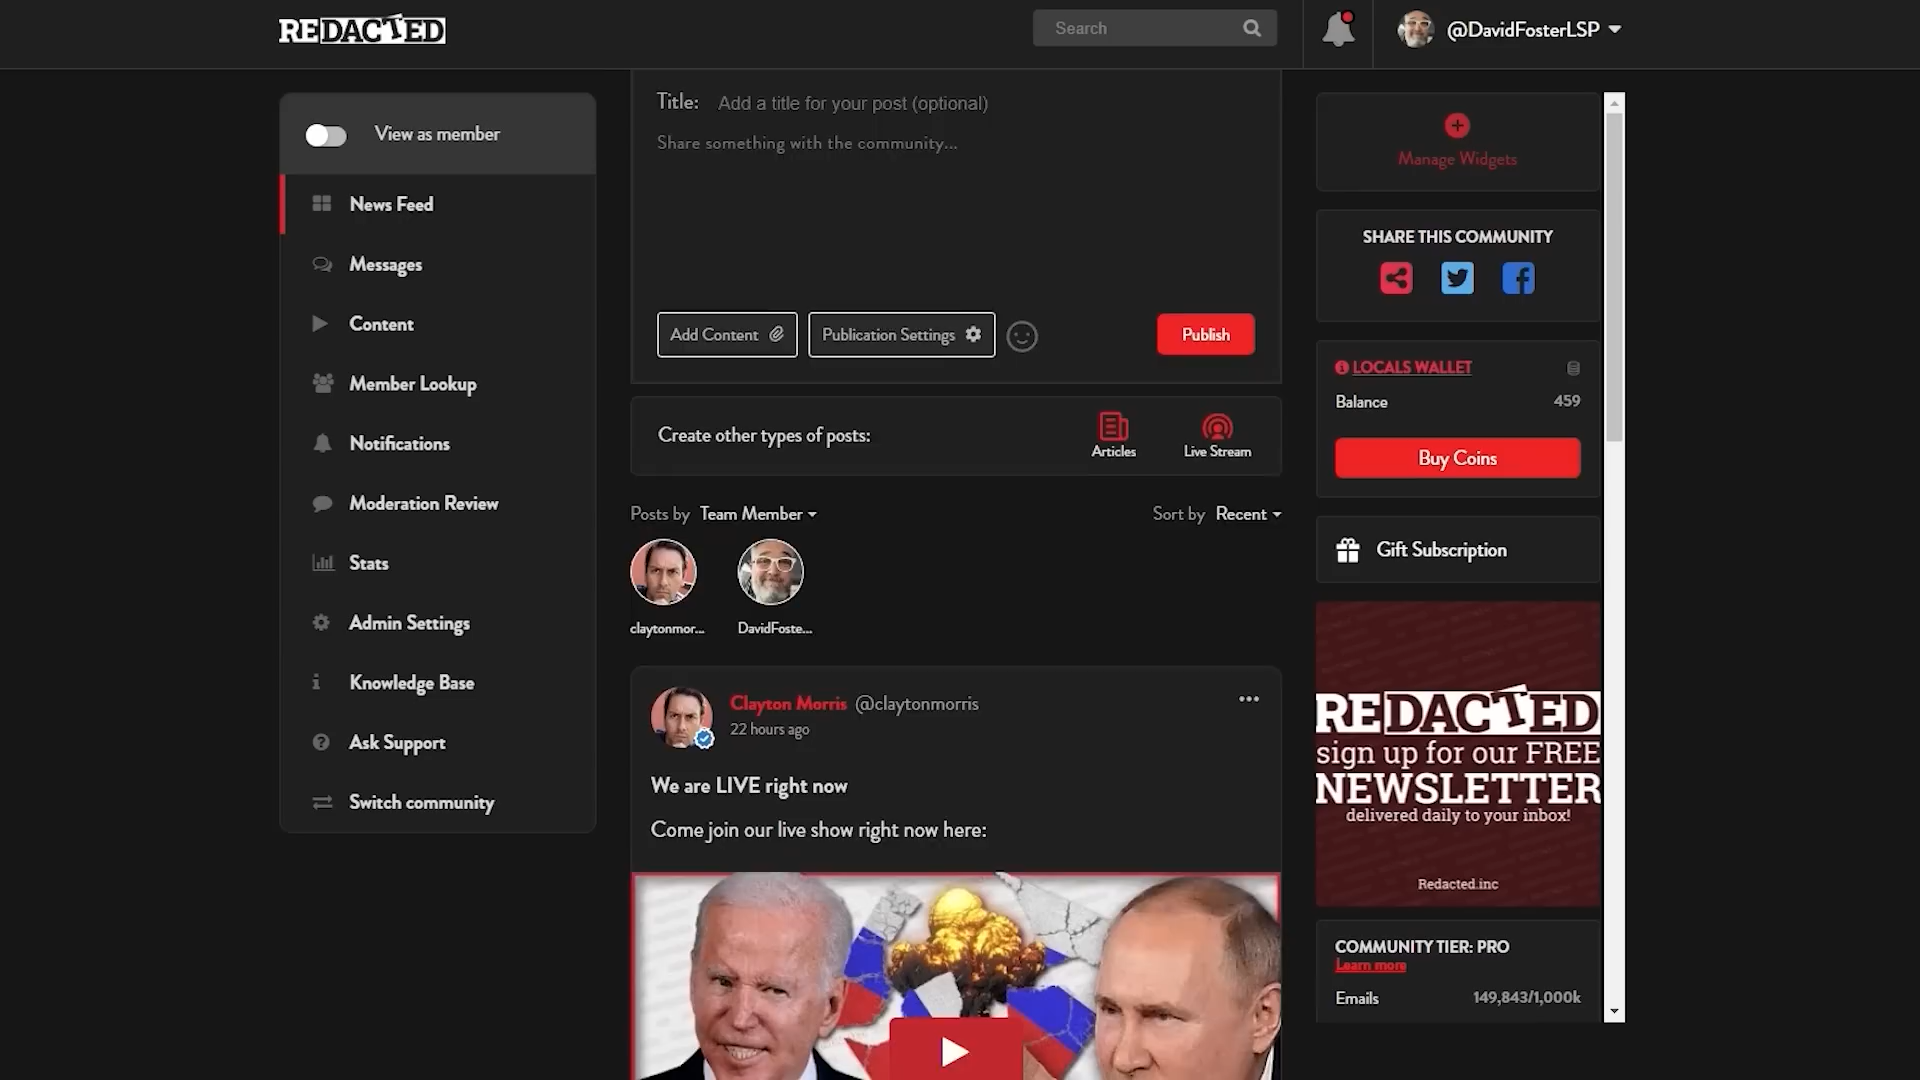 REDACTED
Search
@DavidFosterLSP
View as member
News Feed
Messages
Content
Member Lookup
Notifications
Moderation Review
Stats
Admin Settings
Knowledge Base
Ask Support
Switch community
Title: Add a title for your post (optional)
Share something with the community...
Add Content
Publication Settings
Publish
Create other types of posts:
Articles
Live Stream
Posts by Team Member
Sort by Recent
claytonmor...
DavidFoste...
Clayton Morris @claytonmorris
22 hours ago
We are LIVE right now
Come join our live show right now here:
Manage Widgets
SHARE THIS COMMUNITY
LOCALS WALLET
Balance 459
Buy Coins
Gift Subscription
REDACTED
sign up for our FREE
NEWSLETTER
delivered daily to your inbox!
Redacted.inc
COMMUNITY TIER: PRO
Learn more
Emails 149,843/1,000k